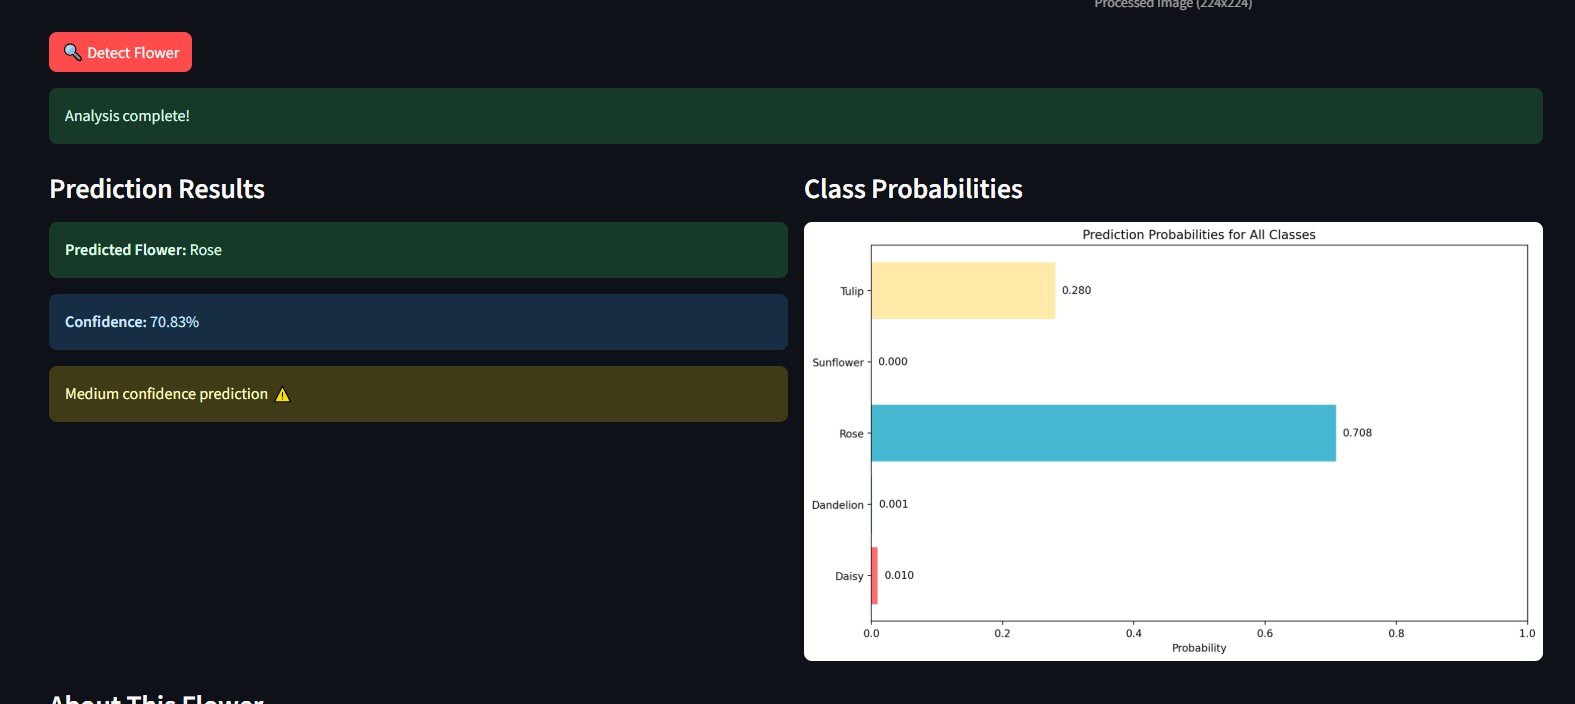 Processed Image (224x224)
🔍 Detect Flower
Analysis complete!
Prediction Results
Predicted Flower: Rose
Confidence: 70.83%
Medium confidence prediction ⚠️
Class Probabilities
Prediction Probabilities for All Classes
Tulip
0.280
Sunflower
0.000
Rose
0.708
Dandelion
0.001
Daisy
0.010
0.0 0.2 0.4 0.6 0.8 1.0
Probability
About This Flower